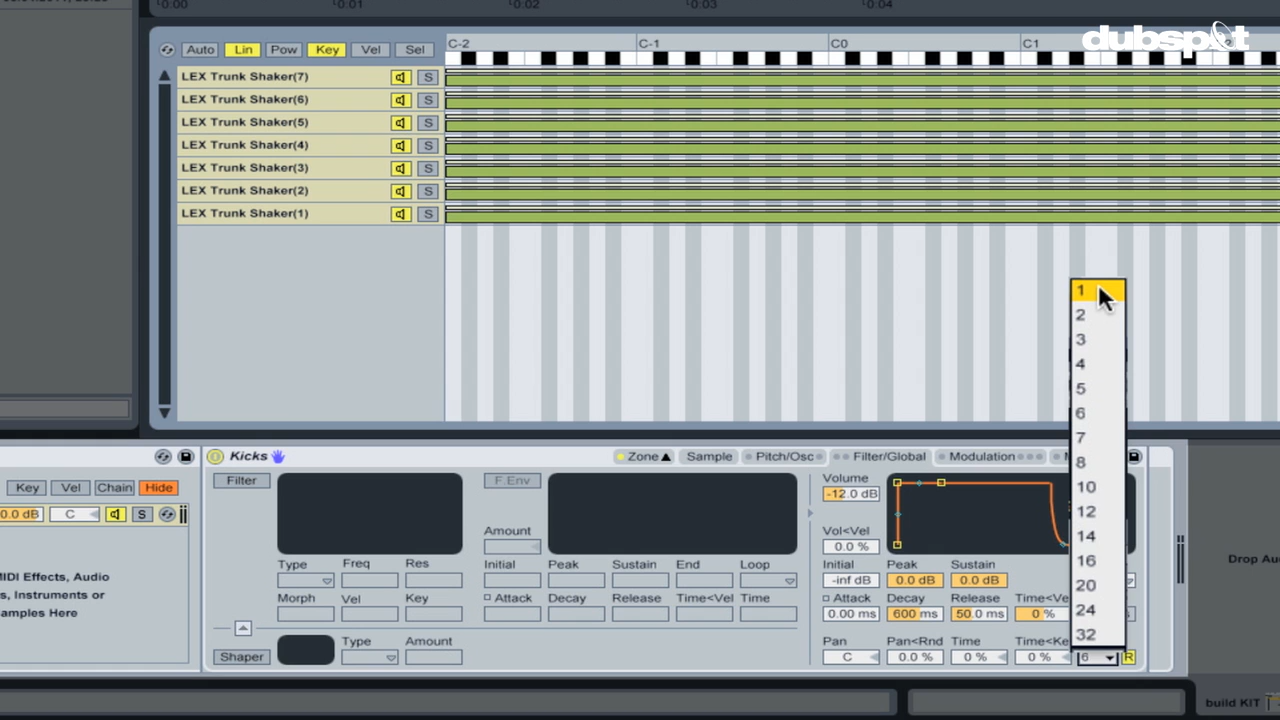 0:00 0:01 0:02 0:03 0:04
dubspot
Auto Lin Pow Key Vel Sel
C-2 C-1 C0 C1
LEX Trunk Shaker(7) S
LEX Trunk Shaker(6) S
LEX Trunk Shaker(5) S
LEX Trunk Shaker(4) S
LEX Trunk Shaker(3) S
LEX Trunk Shaker(2) S
LEX Trunk Shaker(1) S
1
2
3
4
5
6
7
8
10
12
14
16
20
24
32
Kicks Zone Sample Pitch/Osc Filter/Global Modulation
Key Vel Chain Hide
0.0 dB C S
MIDI Effects, Audio
s, Instruments or
amples Here
Filter F.Env Volume
-12.0 dB
Amount Vol<Vel
0.0 %
Type Freq Res Initial Peak Sustain End Loop Initial Peak Sustain
-inf dB 0.0 dB 0.0 dB
Morph Vel Key Attack Decay Release Time<Vel Time Attack Decay Release Time<Ve
0.00 ms 600 ms 50.0 ms 0 %
Shaper Type Amount Pan Pan<Rnd Time Time<Ke
C 0.0 % 0 % 0 % 6 R
Drop Au
build KIT